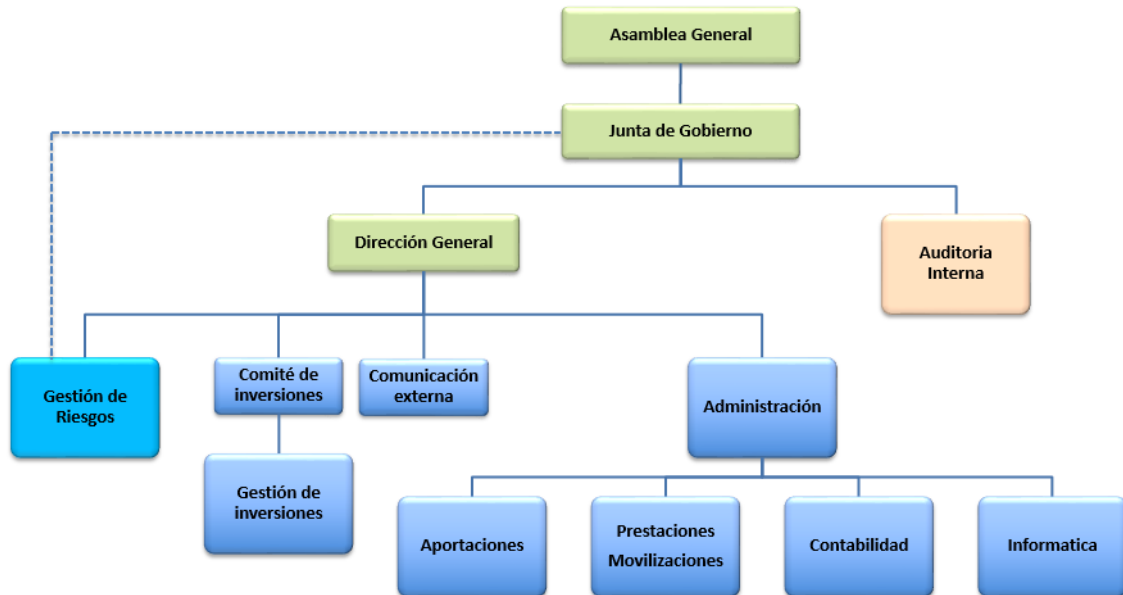 Asamblea General
Junta de Gobierno
Dirección General
Auditoria
Interna
Gestión de
Riesgos
Comité de
inversiones
Comunicación
externa
Administración
Gestión de
inversiones
Aportaciones
Prestaciones
Movilizaciones
Contabilidad
Informatica